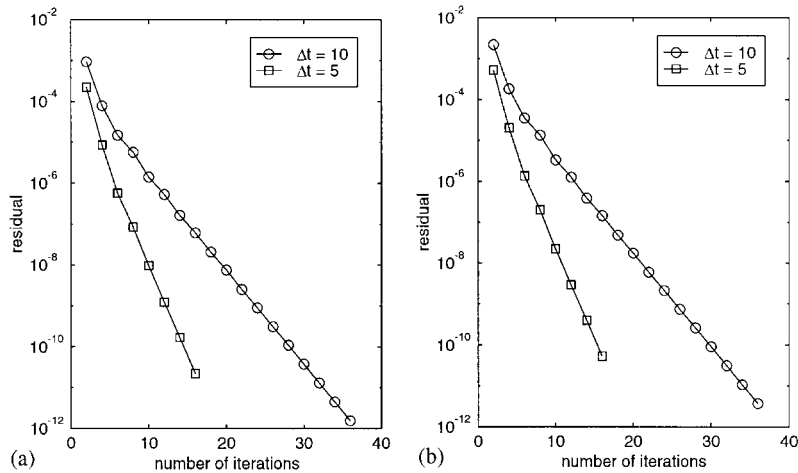 10^-2
10^-4
10^-6
10^-8
10^-10
10^-12
residual
Δt = 10
Δt = 5
0
10
20
30
40
number of iterctions
(a)
10^-2
10^-4
10^-6
10^-8
10^-10
10^-12
residual
Δt = 10
Δt = 5
0
10
20
30
40
number of iterations
(b)